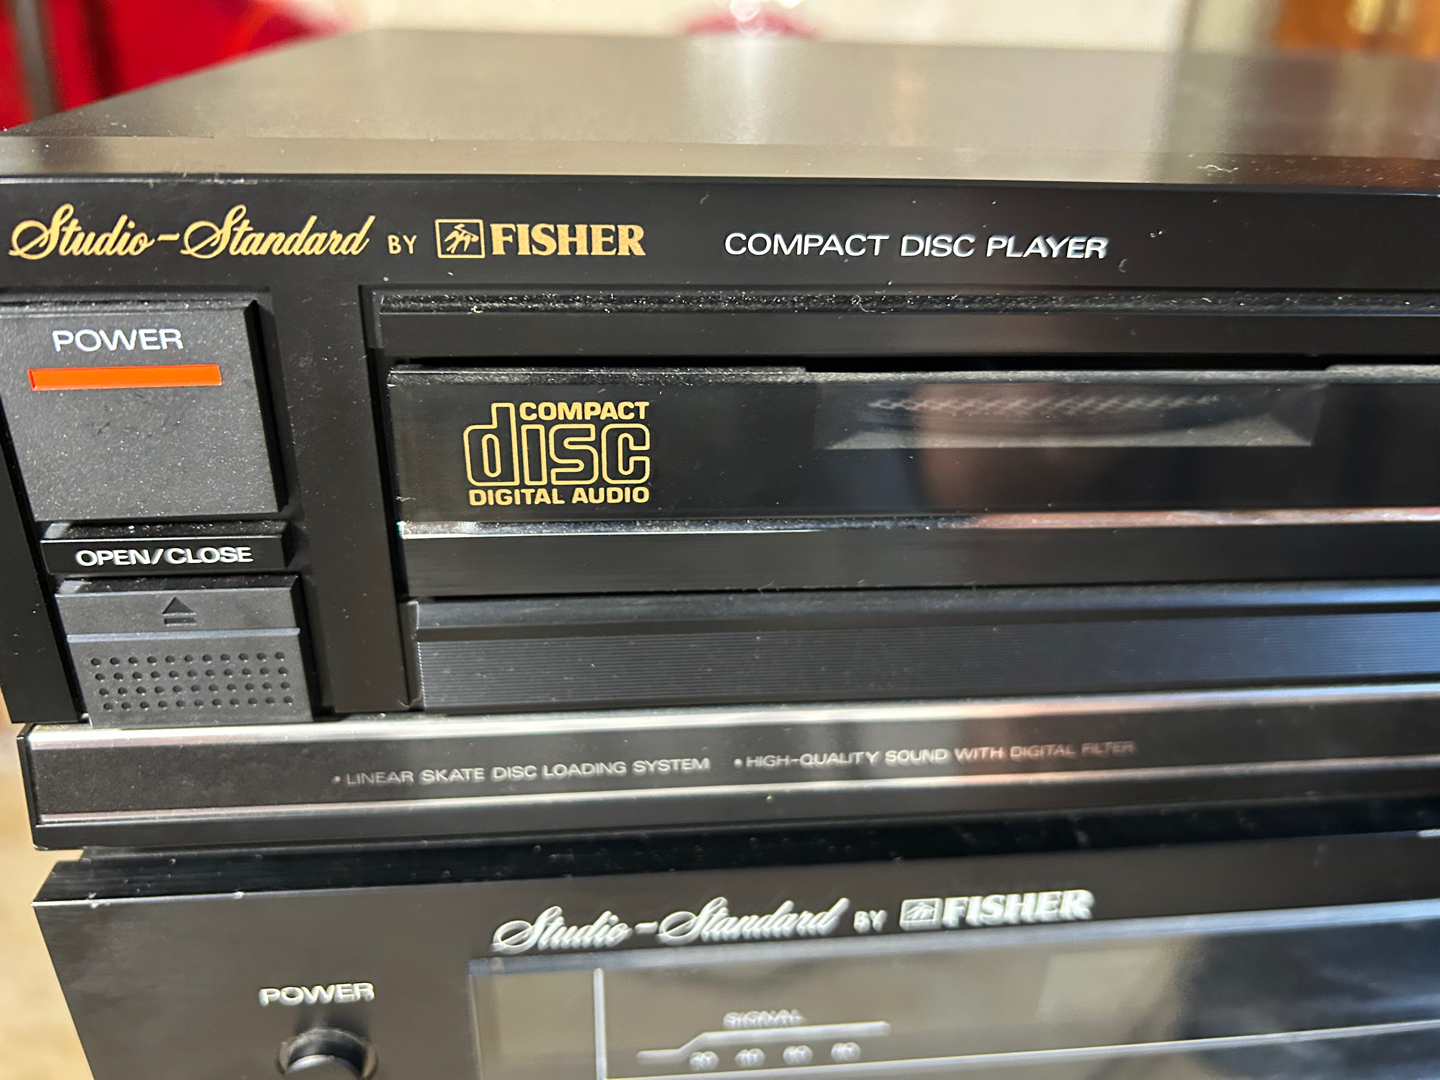 Studio-Standard BY FISHER
COMPACT DISC PLAYER
POWER
COMPACT
disc
DIGITAL AUDIO
OPEN/CLOSE
• LINEAR SKATE DISC LOADING SYSTEM • HIGH-QUALITY SOUND WITH DIGITAL FILTER
Studio-Standard BY FISHER
POWER
SIGNAL